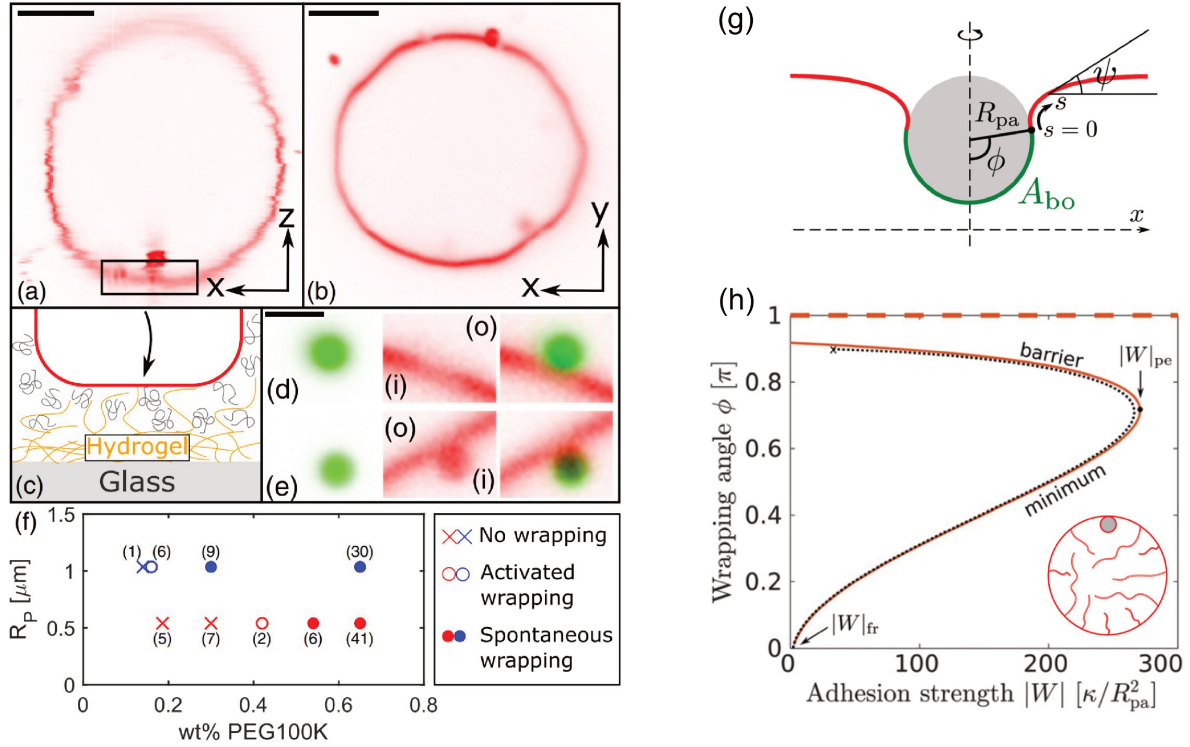 (a)
z
x
(b)
y
x
(c)
Hydrogel
Glass
(d)
(i)
(o)
(e)
(o)
(i)
(f)
1.5
1
0.5
0
R_P [μm]
(1) (6) (9) (30)
(5) (7) (2) (6) (41)
0 0.2 0.4 0.6 0.8
wt% PEG100K
No wrapping
Activated
wrapping
Spontaneous
wrapping
(g)
ψ
s
R_pa
s = 0
ϕ
A_bo
x
(h)
1
0.8
0.6
0.4
0.2
0
Wrapping angle ϕ [π]
x
barrier
|W|_pe
minimum
|W|_fr
0 100 200 300
Adhesion strength |W| [κ/R²_pa]